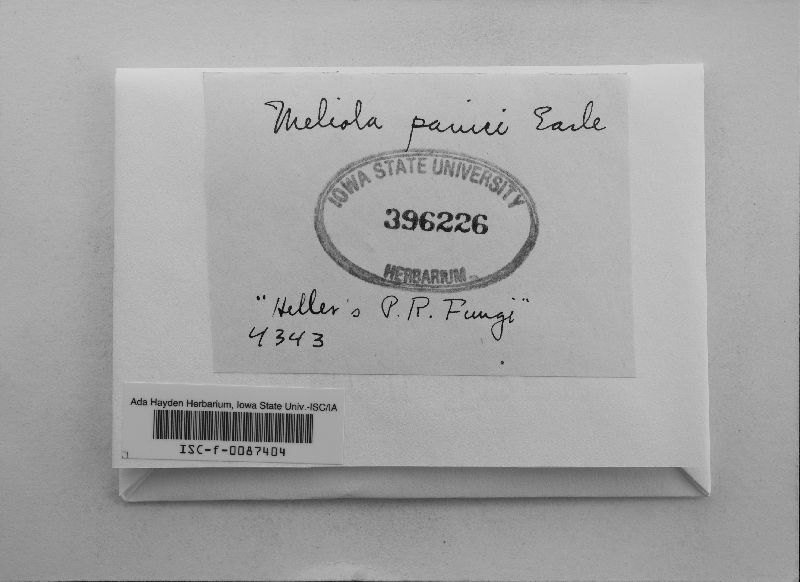 Meliola panici Earle
IOWA STATE UNIVERSITY
396226
HERBARIUM
"Heller's P.R. Fungi"
4343
Ada Hayden Herbarium, Iowa State Univ.-ISC/IA
ISC-f-0087404